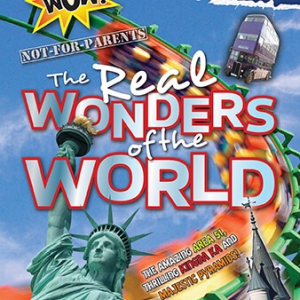 WOW!
NOT-FOR-PARENTS
The Real
WONDERS
of the
WORLD
THE AMAZING AREA 51,
THRILLING KINGDA KA AND
MAJESTIC PYRAMIDS!